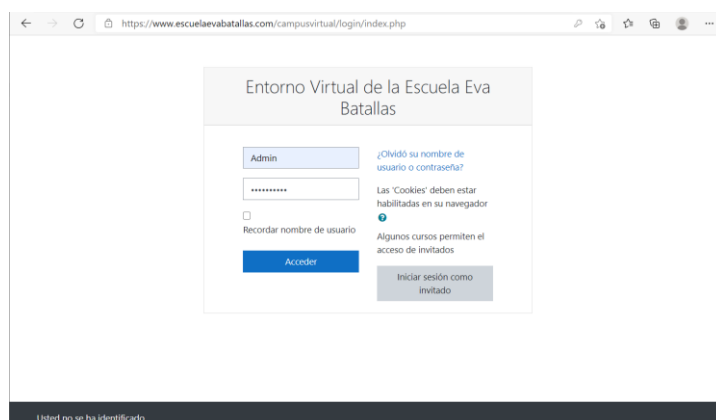 https://www.escuelaevabatallas.com/campusvirtual/login/index.php
Entorno Virtual de la Escuela Eva
Batallas
Admin
••••••••••
Recordar nombre de usuario
Acceder
¿Olvidó su nombre de
usuario o contraseña?
Las 'Cookies' deben estar
habilitadas en su navegador
Algunos cursos permiten el
acceso de invitados
Iniciar sesión como
invitado
Usted no se ha identificado.